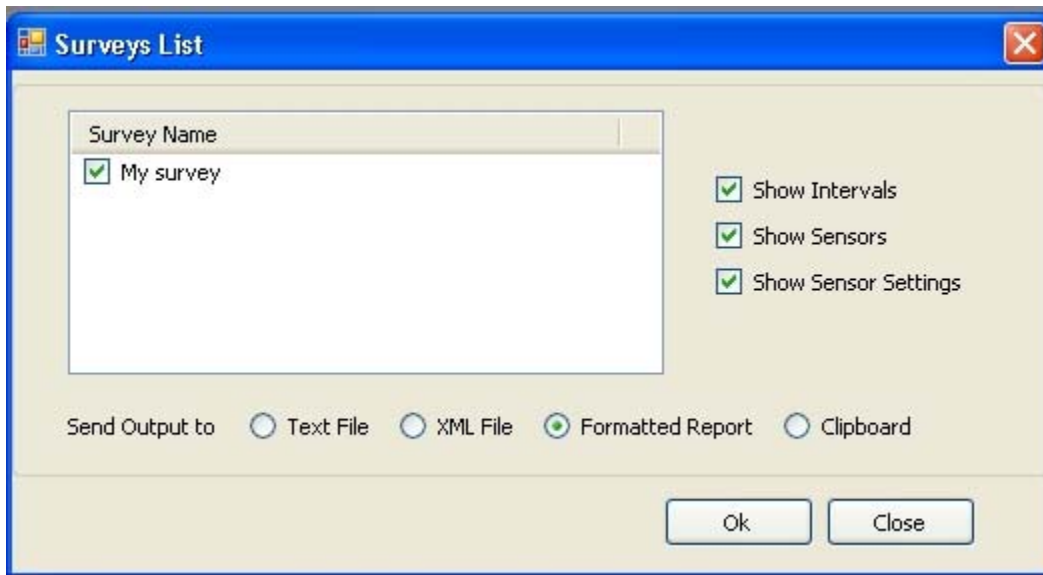 Surveys List
Survey Name
My survey
Show Intervals
Show Sensors
Show Sensor Settings
Send Output to Text File XML File Formatted Report Clipboard
Ok Close